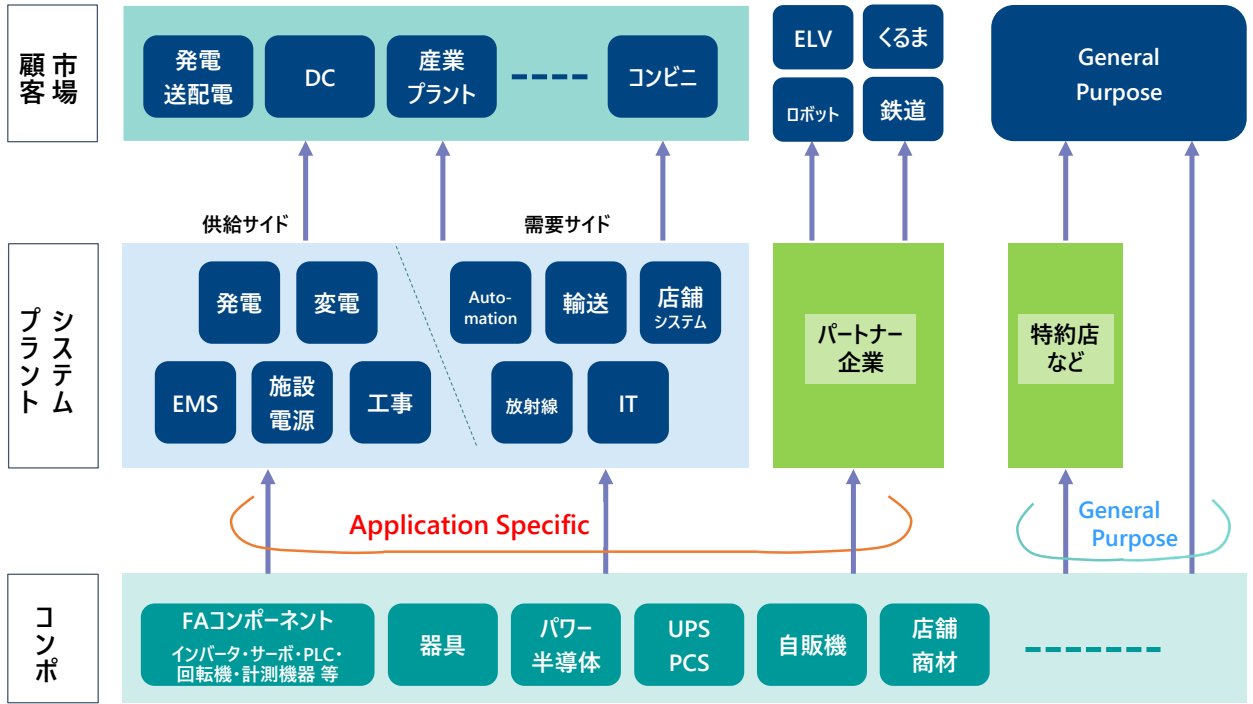 市場
顧客
発電
送配電
DC
産業
プラント
コンビニ
ELV
くるま
ロボット
鉄道
General
Purpose
供給サイド
需要サイド
システム
プラント
発電
変電
EMS
施設
電源
工事
Auto-
mation
輸送
店舗
システム
放射線
IT
パートナー
企業
特約店
など
Application Specific
General
Purpose
コンポ
FAコンポーネント
インバータ・サーボ・PLC・
回転機・計測機器 等
器具
パワー
半導体
UPS
PCS
自販機
店舗
商材